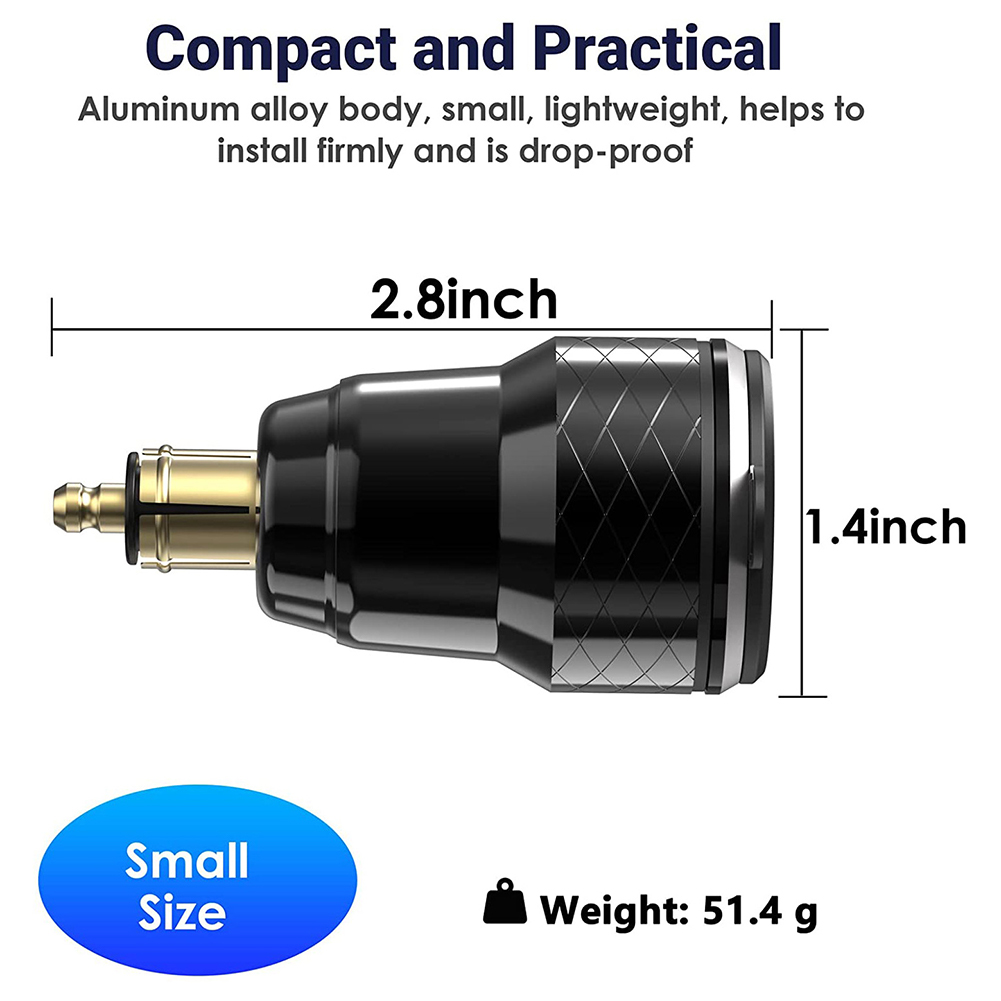 Compact and Practical
Aluminum alloy body, small, lightweight, helps to
install firmly and is drop-proof
2.8inch
1.4inch
Small
Size
Weight: 51.4 g